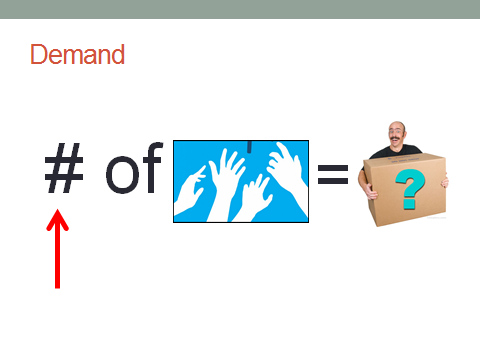 Demand
# of =
?